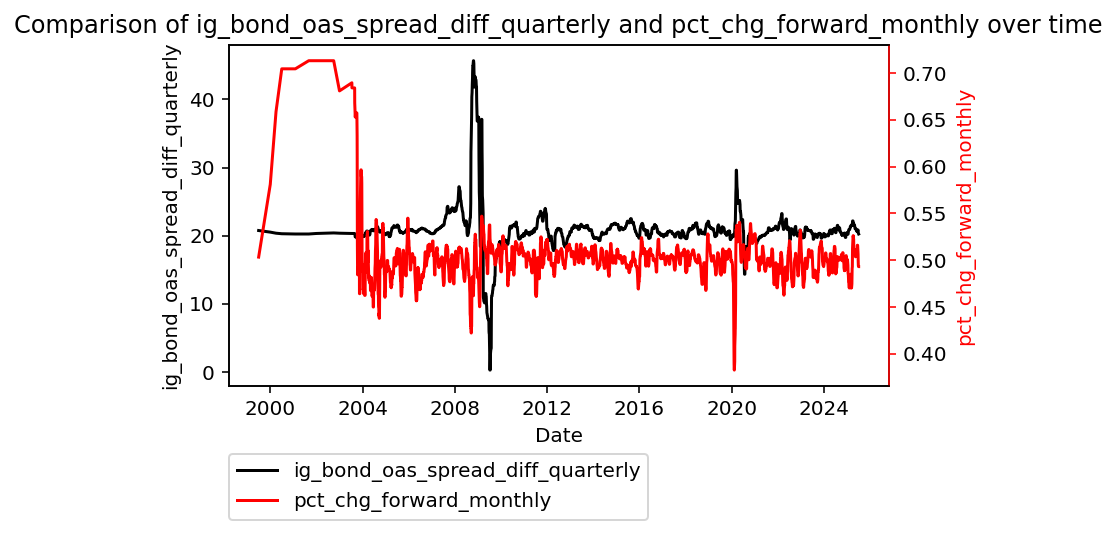 Comparison of ig_bond_oas_spread_diff_quarterly and pct_chg_forward_monthly over time
ig_bond_oas_spread_diff_quarterly
40
30
20
10
0
0.70
0.65
0.60
0.55
0.50
0.45
0.40
pct_chg_forward_monthly
2000 2004 2008 2012 2016 2020 2024
Date
ig_bond_oas_spread_diff_quarterly
pct_chg_forward_monthly